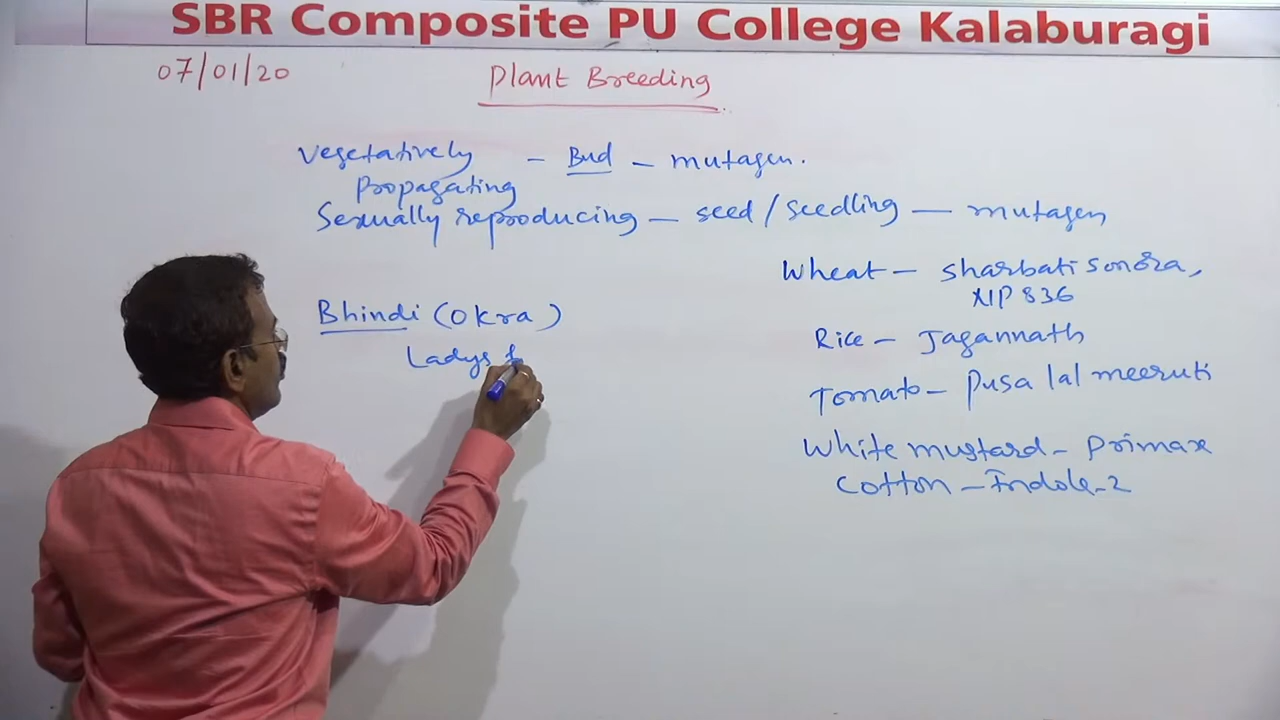 SBR Composite PU College Kalaburagi
07/01/20
Plant Breeding
Vegetatively - Bud - mutagen.
Propagating
Sexually reproducing - seed / seedling - mutagen
Wheat - Sharbati Sonora,
NP 836
Bhindi (Okra)
Rice - Jagannath
Ladys f
Tomato - Pusa lal meeruti
White mustard - Primax
Cotton - Indole-2